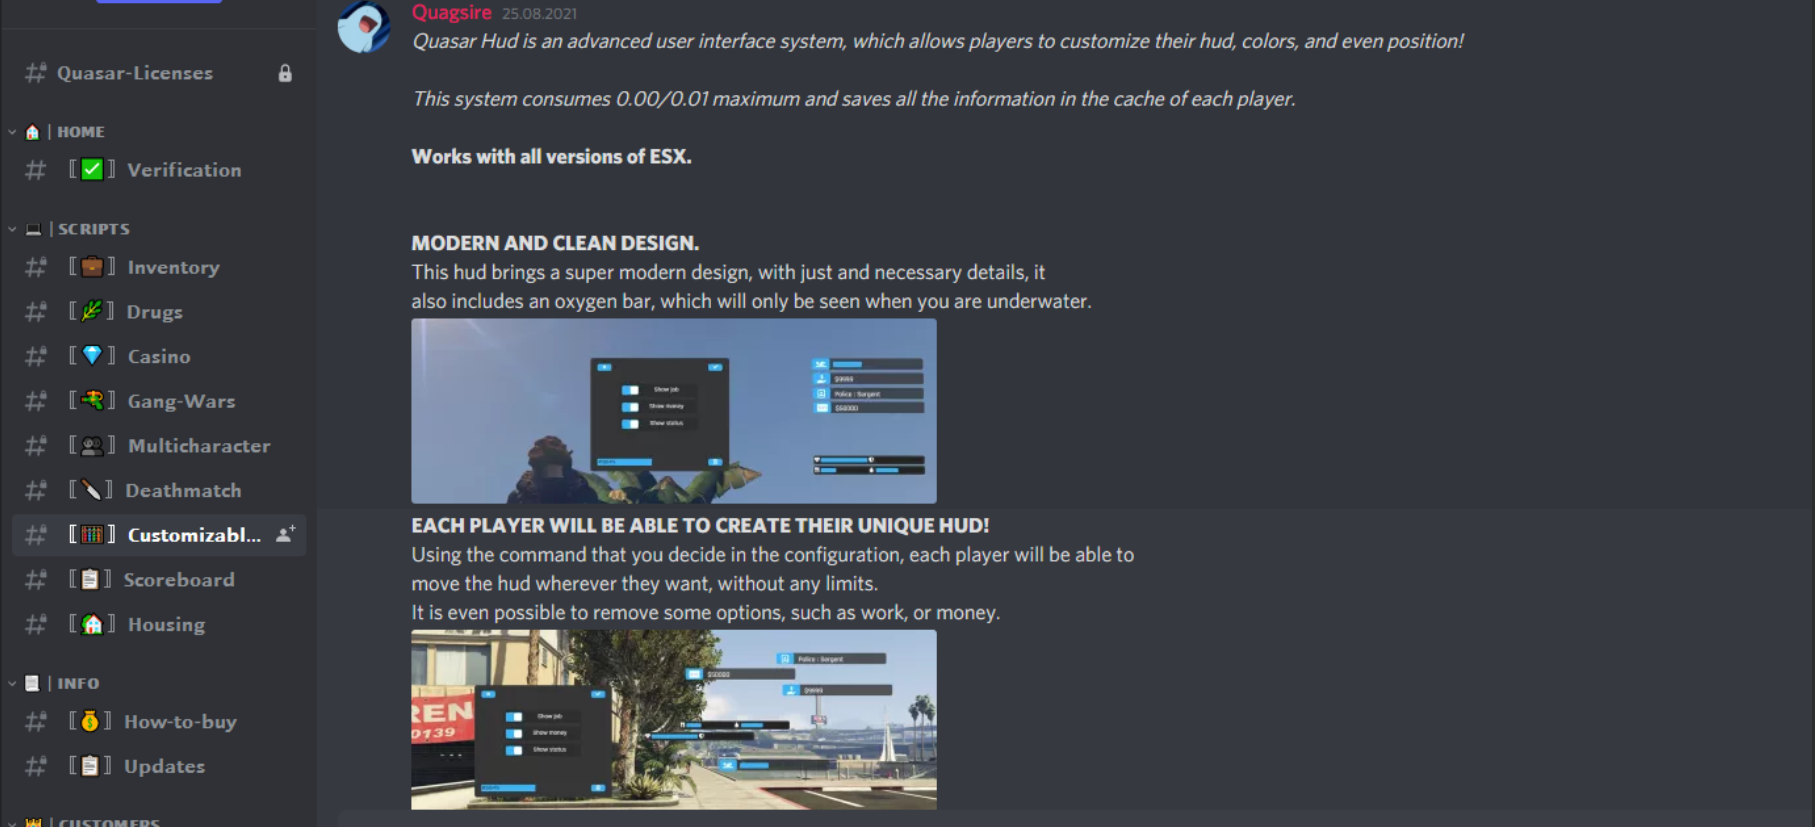 Quasar-Licenses
| HOME
Verification
| SCRIPTS
Inventory
Drugs
Casino
Gang-Wars
Multicharacter
Deathmatch
Customizabl...
Scoreboard
Housing
| INFO
How-to-buy
Updates
| CUSTOMERS
Quagsire 25.08.2021
Quasar Hud is an advanced user interface system, which allows players to customize their hud, colors, and even position!
This system consumes 0.00/0.01 maximum and saves all the information in the cache of each player.
Works with all versions of ESX.
MODERN AND CLEAN DESIGN.
This hud brings a super modern design, with just and necessary details, it
also includes an oxygen bar, which will only be seen when you are underwater.
Show job
Show money
Show status
$9999
Police : Sargent
$50000
EACH PLAYER WILL BE ABLE TO CREATE THEIR UNIQUE HUD!
Using the command that you decide in the configuration, each player will be able to
move the hud wherever they want, without any limits.
It is even possible to remove some options, such as work, or money.
Police : Sargent
$50000
$9999
REN
0139
Show job
Show money
Show status